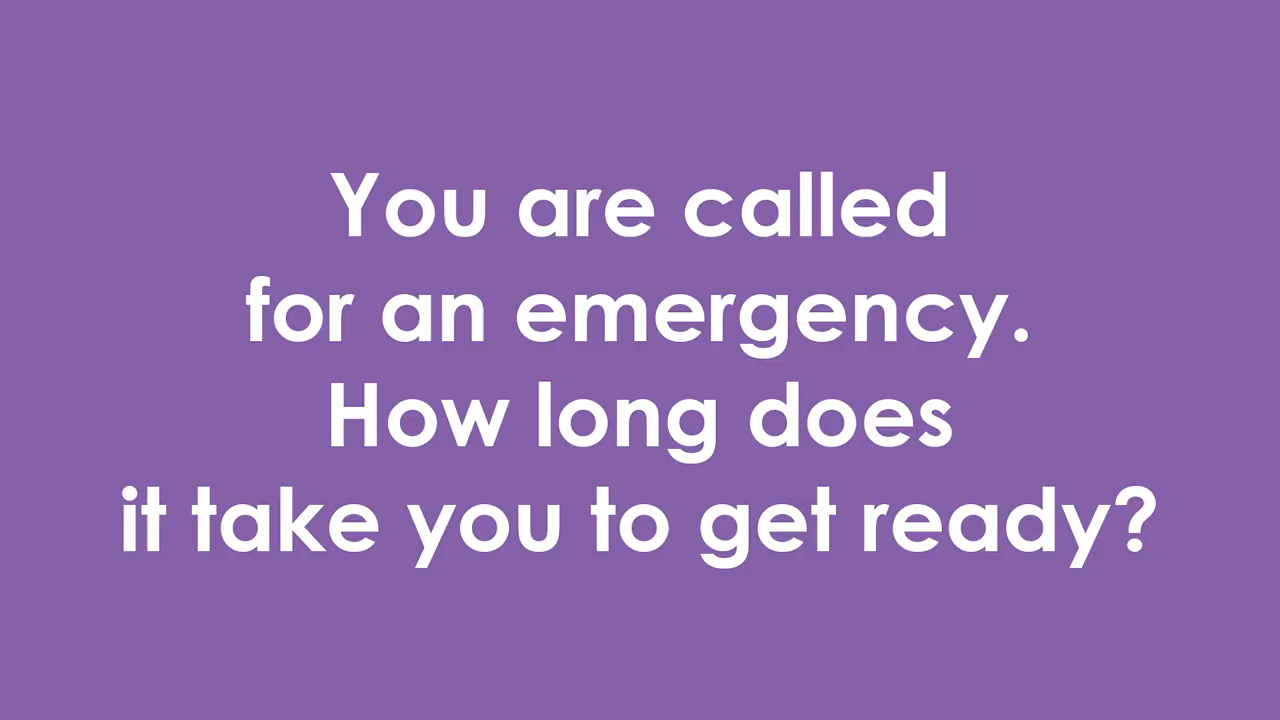 You are called
for an emergency.
How long does
it take you to get ready?